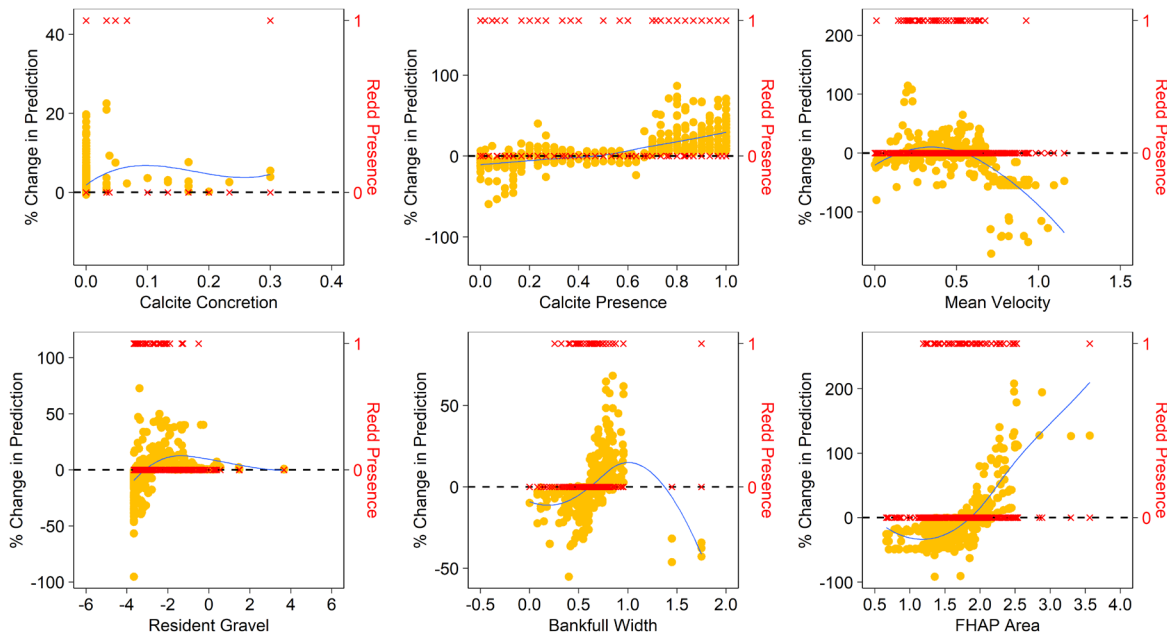 40
20
0
% Change in Prediction
1
0
Redd Presence
0.0 0.1 0.2 0.3 0.4
Calcite Concretion
100
0
-100
% Change in Prediction
1
0
Redd Presence
0.0 0.2 0.4 0.6 0.8 1.0
Calcite Presence
200
100
0
-100
% Change in Prediction
1
0
Redd Presence
0.0 0.5 1.0 1.5
Mean Velocity
100
50
0
-50
-100
% Change in Prediction
1
0
Redd Presence
-6 -4 -2 0 2 4 6
Resident Gravel
50
0
-50
% Change in Prediction
1
0
Redd Presence
-0.5 0.0 0.5 1.0 1.5 2.0
Bankfull Width
200
100
0
-100
% Change in Prediction
1
0
Redd Presence
0.5 1.0 1.5 2.0 2.5 3.0 3.5 4.0
FHAP Area